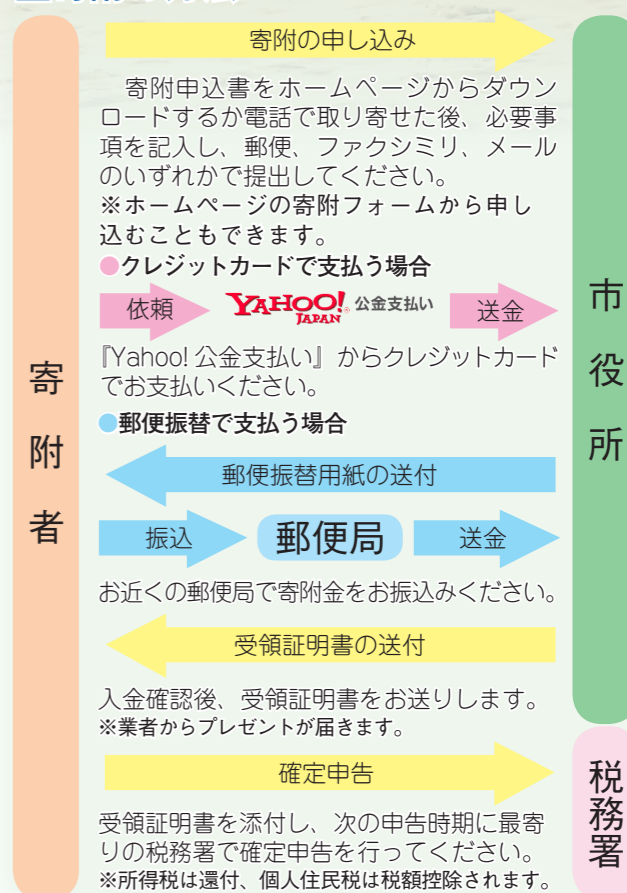 寄附の申し込み
寄附申込書をホームページからダウン
ロードするか電話で取り寄せた後、必要事
項を記入し、郵便、ファクシミリ、メール
のいずれかで提出してください。
※ホームページの寄附フォームから申し
込むこともできます。
●クレジットカードで支払う場合
依頼 YAHOO! JAPAN 公金支払い 送金
『Yahoo! 公金支払い』からクレジットカード
でお支払いください。
●郵便振替で支払う場合
郵便振替用紙の送付
振込 郵便局 送金
お近くの郵便局で寄附金をお振込みください。
受領証明書の送付
入金確認後、受領証明書をお送りします。
※業者からプレゼントが届きます。
確定申告
受領証明書を添付し、次の申告時期に最寄
りの税務署で確定申告を行ってください。
※所得税は還付、個人住民税は税額控除されます。
寄附者
市役所
税務署